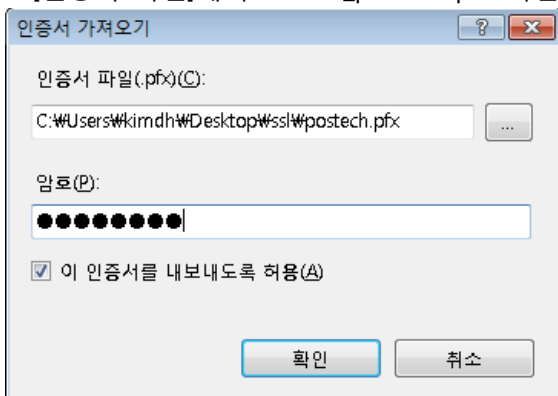 인증서 가져오기
인증서 파일(.pfx)(C):
C:₩Users₩kimdh₩Desktop₩ssl₩postech.pfx
...
암호(P):
●●●●●●●●
이 인증서를 내보내도록 허용(A)
확인 취소